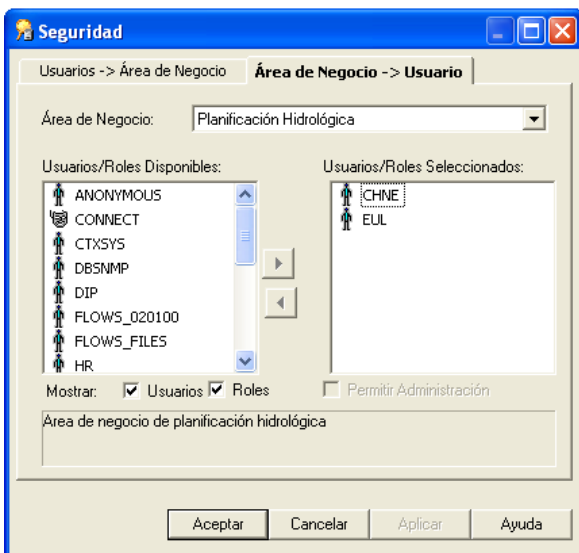 Seguridad
Usuarios -> Área de Negocio
Área de Negocio -> Usuario
Área de Negocio:
Planificación Hidrológica
Usuarios/Roles Disponibles:
Usuarios/Roles Seleccionados:
ANONYMOUS
CONNECT
CTXSYS
DBSNMP
DIP
FLOWS_020100
FLOWS_FILES
HR
CHNE
EUL
Mostrar:
Usuarios
Roles
Permitir Administración
Area de negocio de planificación hidrológica
Aceptar
Cancelar
Aplicar
Ayuda